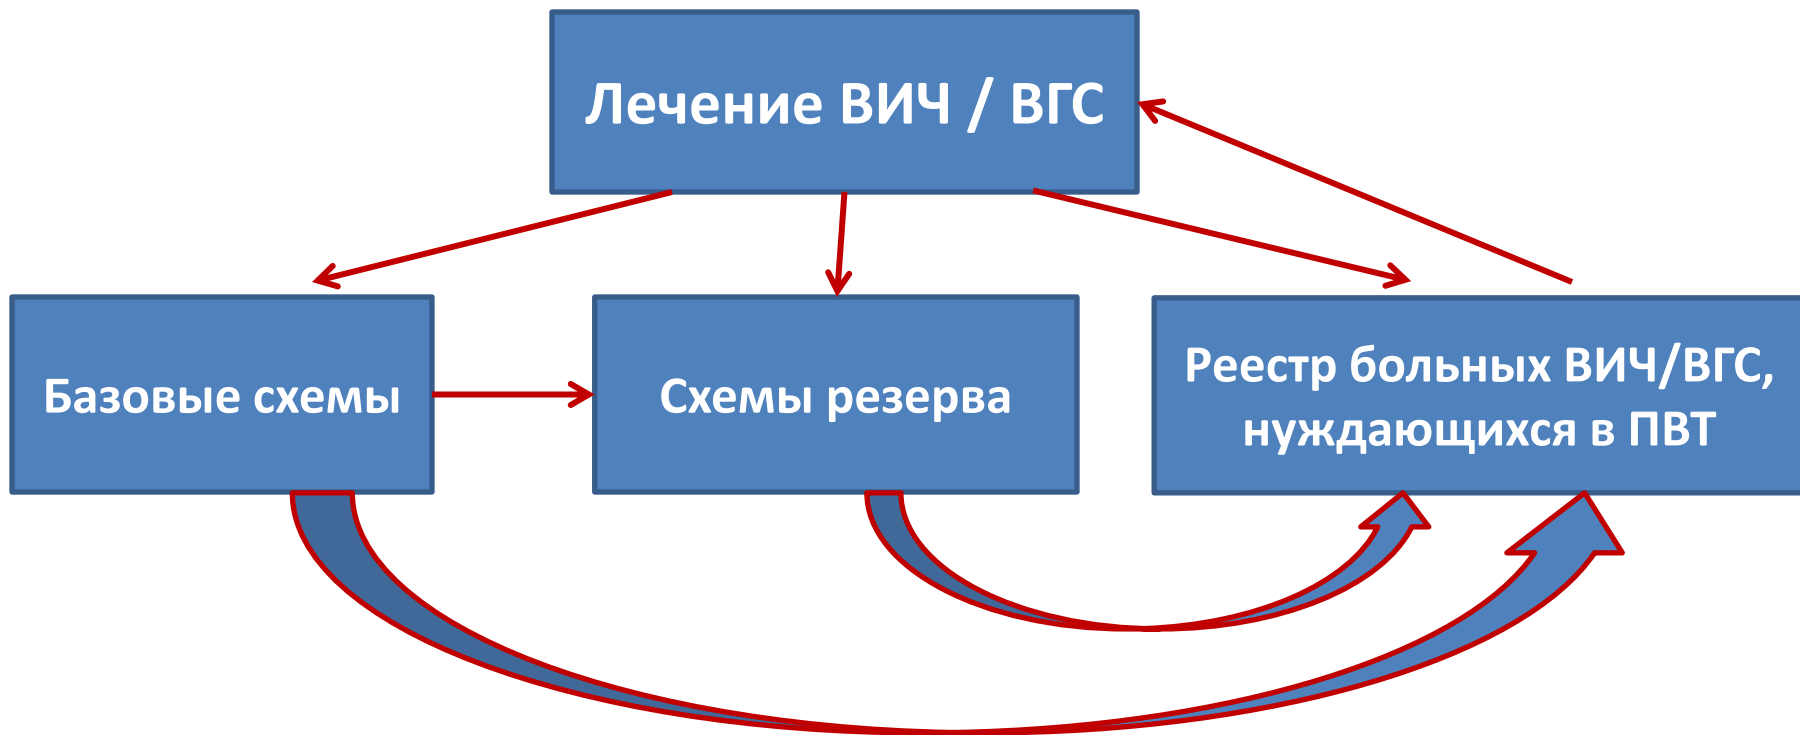 Лечение ВИЧ / ВГС
Базовые схемы
Схемы резерва
Реестр больных ВИЧ/ВГС,
нуждающихся в ПВТ